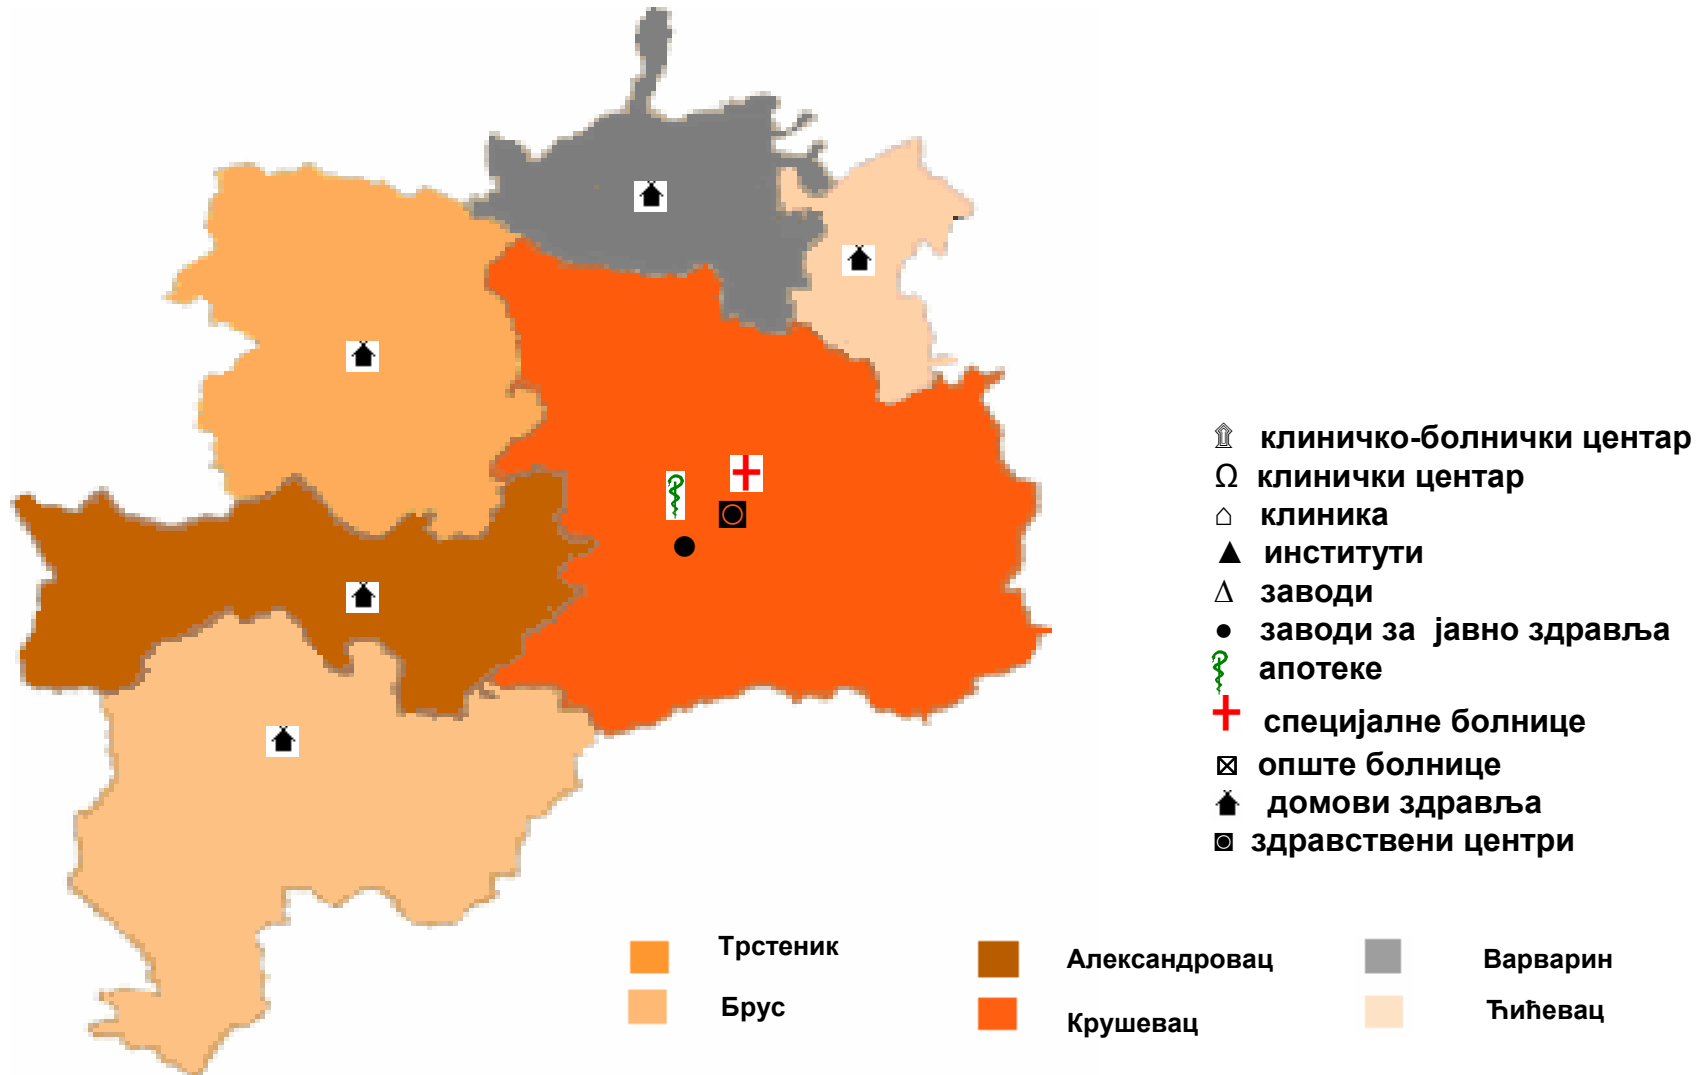 клиничко-болнички центар
Ω клинички центар
клиника
институти
заводи
заводи за јавно здравља
апотеке
специјалне болнице
опште болнице
домови здравља
здравствени центри
Трстеник
Александровац
Варварин
Брус
Крушевац
Ћићевац